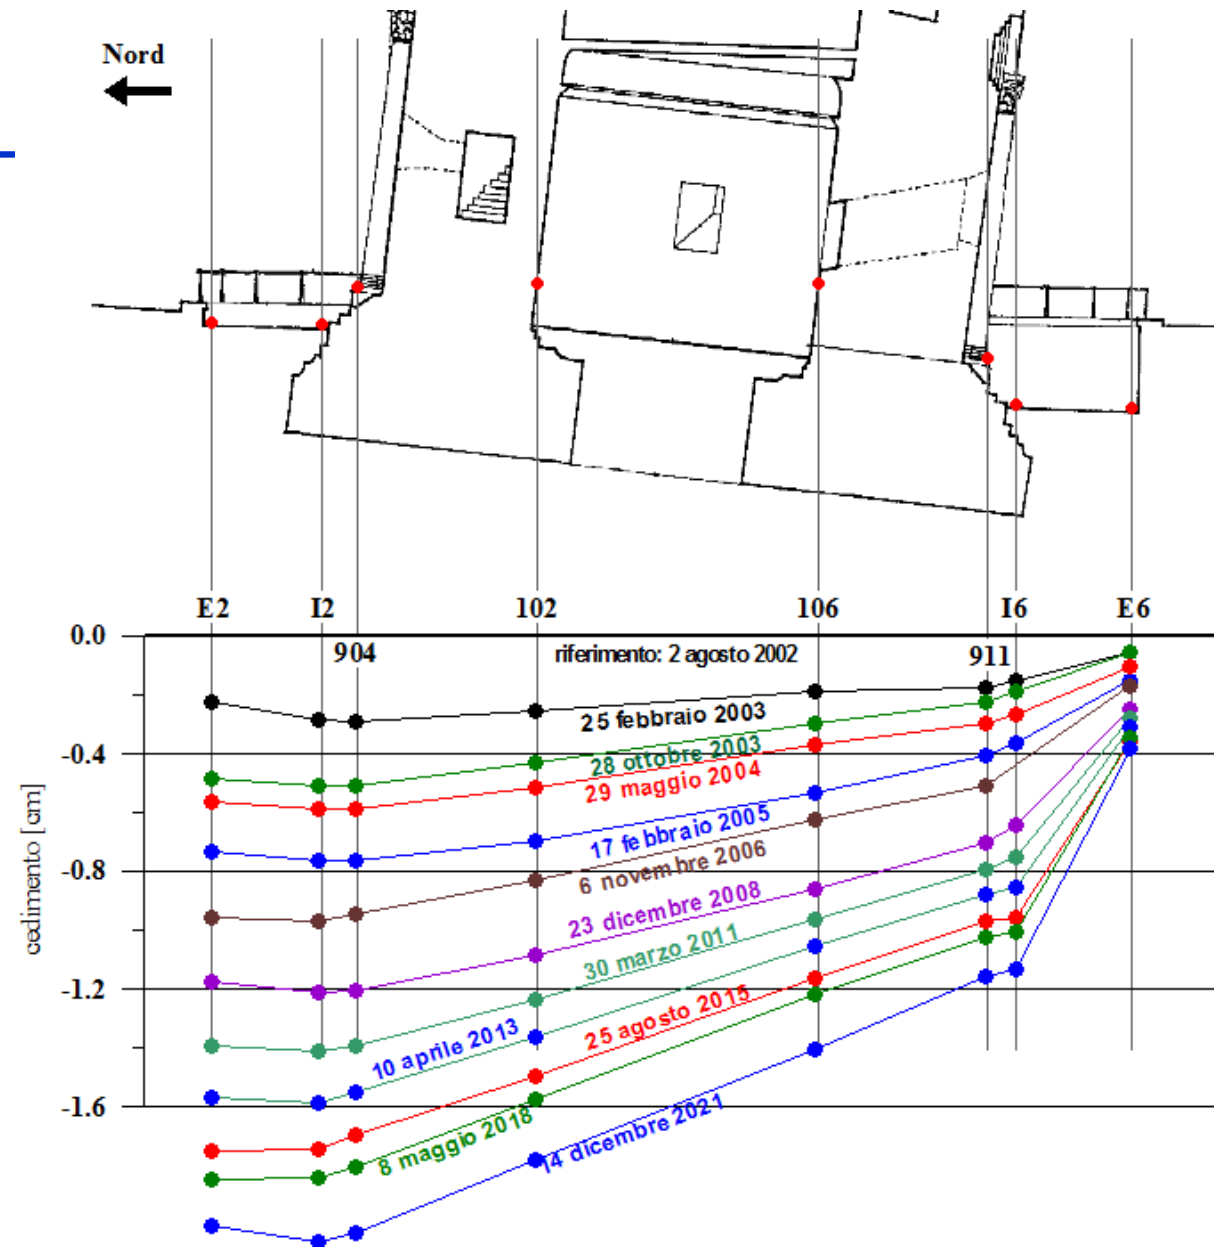 Nord
E2 I2 102 106 I6 E6
0.0
904 riferimento: 2 agosto 2002 911
25 febbraio 2003
28 ottobre 2003
-0.4
29 maggio 2004
17 febbraio 2005
6 novembre 2006
-0.8
23 dicembre 2008
30 marzo 2011
cedimento [cm]
-1.2
25 agosto 2015
10 aprile 2013
-1.6
8 maggio 2018
14 dicembre 2021